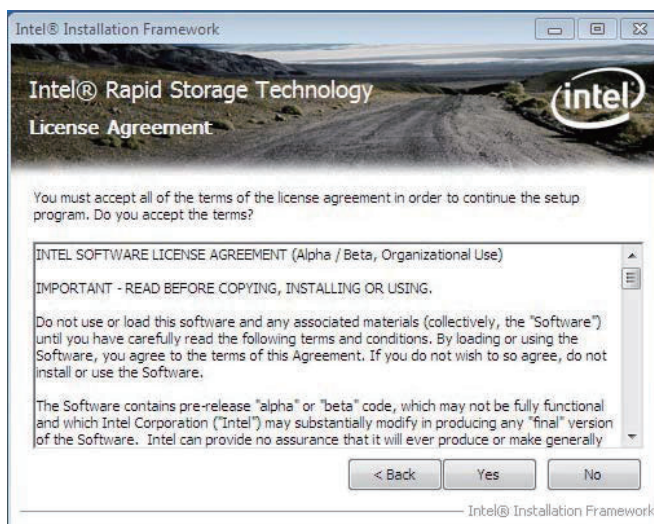 Intel® Installation Framework
Intel® Rapid Storage Technology
intel
License Agreement
You must accept all of the terms of the license agreement in order to continue the setup
program. Do you accept the terms?
INTEL SOFTWARE LICENSE AGREEMENT (Alpha / Beta, Organizational Use)
IMPORTANT - READ BEFORE COPYING, INSTALLING OR USING.
Do not use or load this software and any associated materials (collectively, the "Software")
until you have carefully read the following terms and conditions. By loading or using the
Software, you agree to the terms of this Agreement. If you do not wish to so agree, do not
install or use the Software.
The Software contains pre-release "alpha" or "beta" code, which may not be fully functional
and which Intel Corporation ("Intel") may substantially modify in producing any "final" version
of the Software.  Intel can provide no assurance that it will ever produce or make generally
< Back Yes No
Intel® Installation Framework